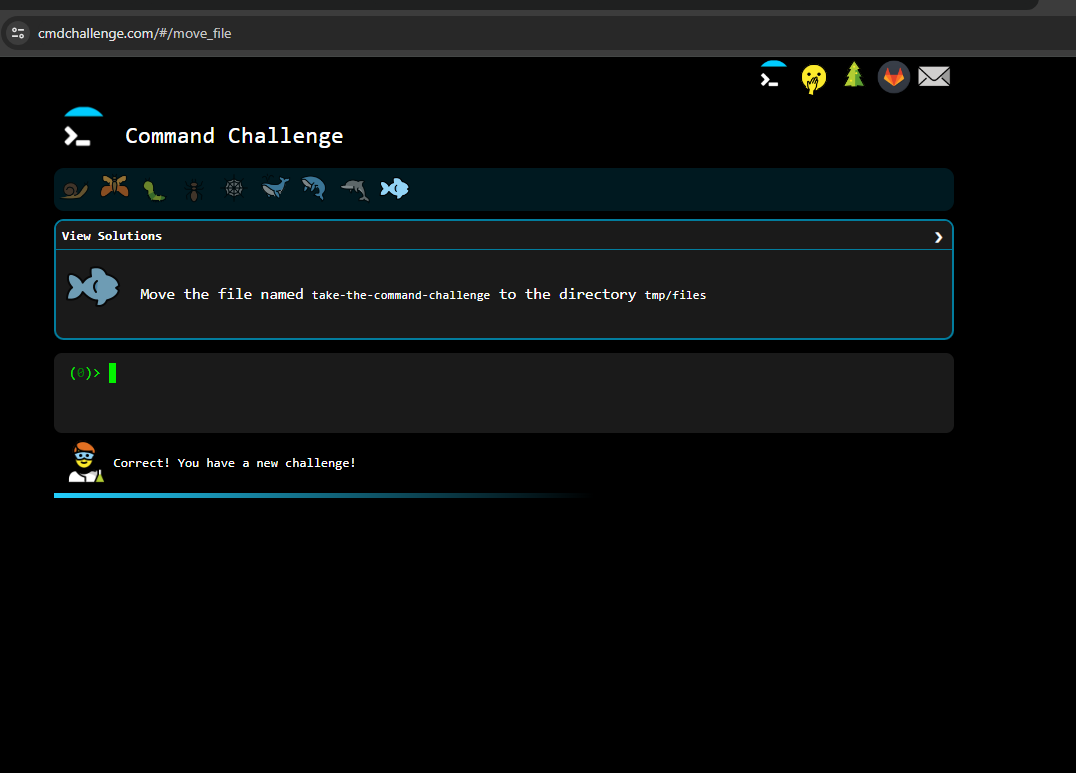 cmdchallenge.com/#/move_file
Command Challenge
View Solutions
Move the file named take-the-command-challenge to the directory tmp/files
(0)>
Correct! You have a new challenge!